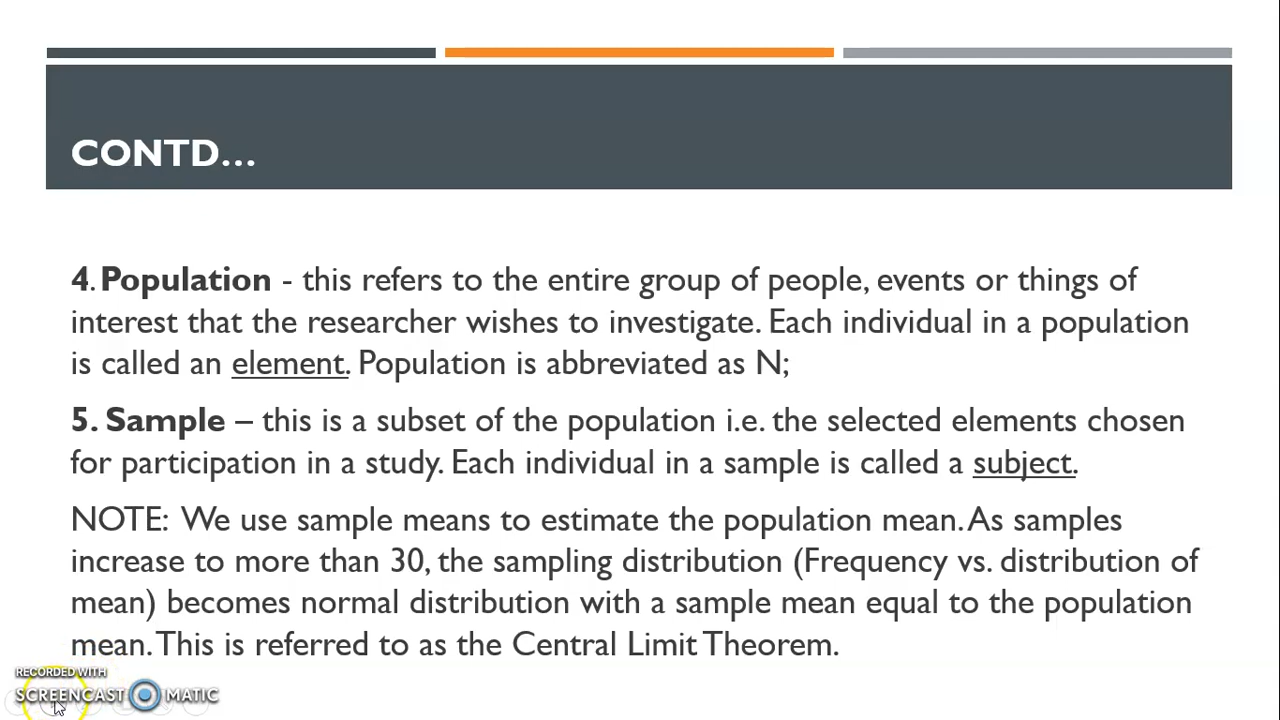 CONTD...
4. Population - this refers to the entire group of people, events or things of
interest that the researcher wishes to investigate. Each individual in a population
is called an element. Population is abbreviated as N;
5. Sample – this is a subset of the population i.e. the selected elements chosen
for participation in a study. Each individual in a sample is called a subject.
NOTE: We use sample means to estimate the population mean. As samples
increase to more than 30, the sampling distribution (Frequency vs. distribution of
mean) becomes normal distribution with a sample mean equal to the population
mean. This is referred to as the Central Limit Theorem.
RECORDED WITH
SCREENCAST MATIC